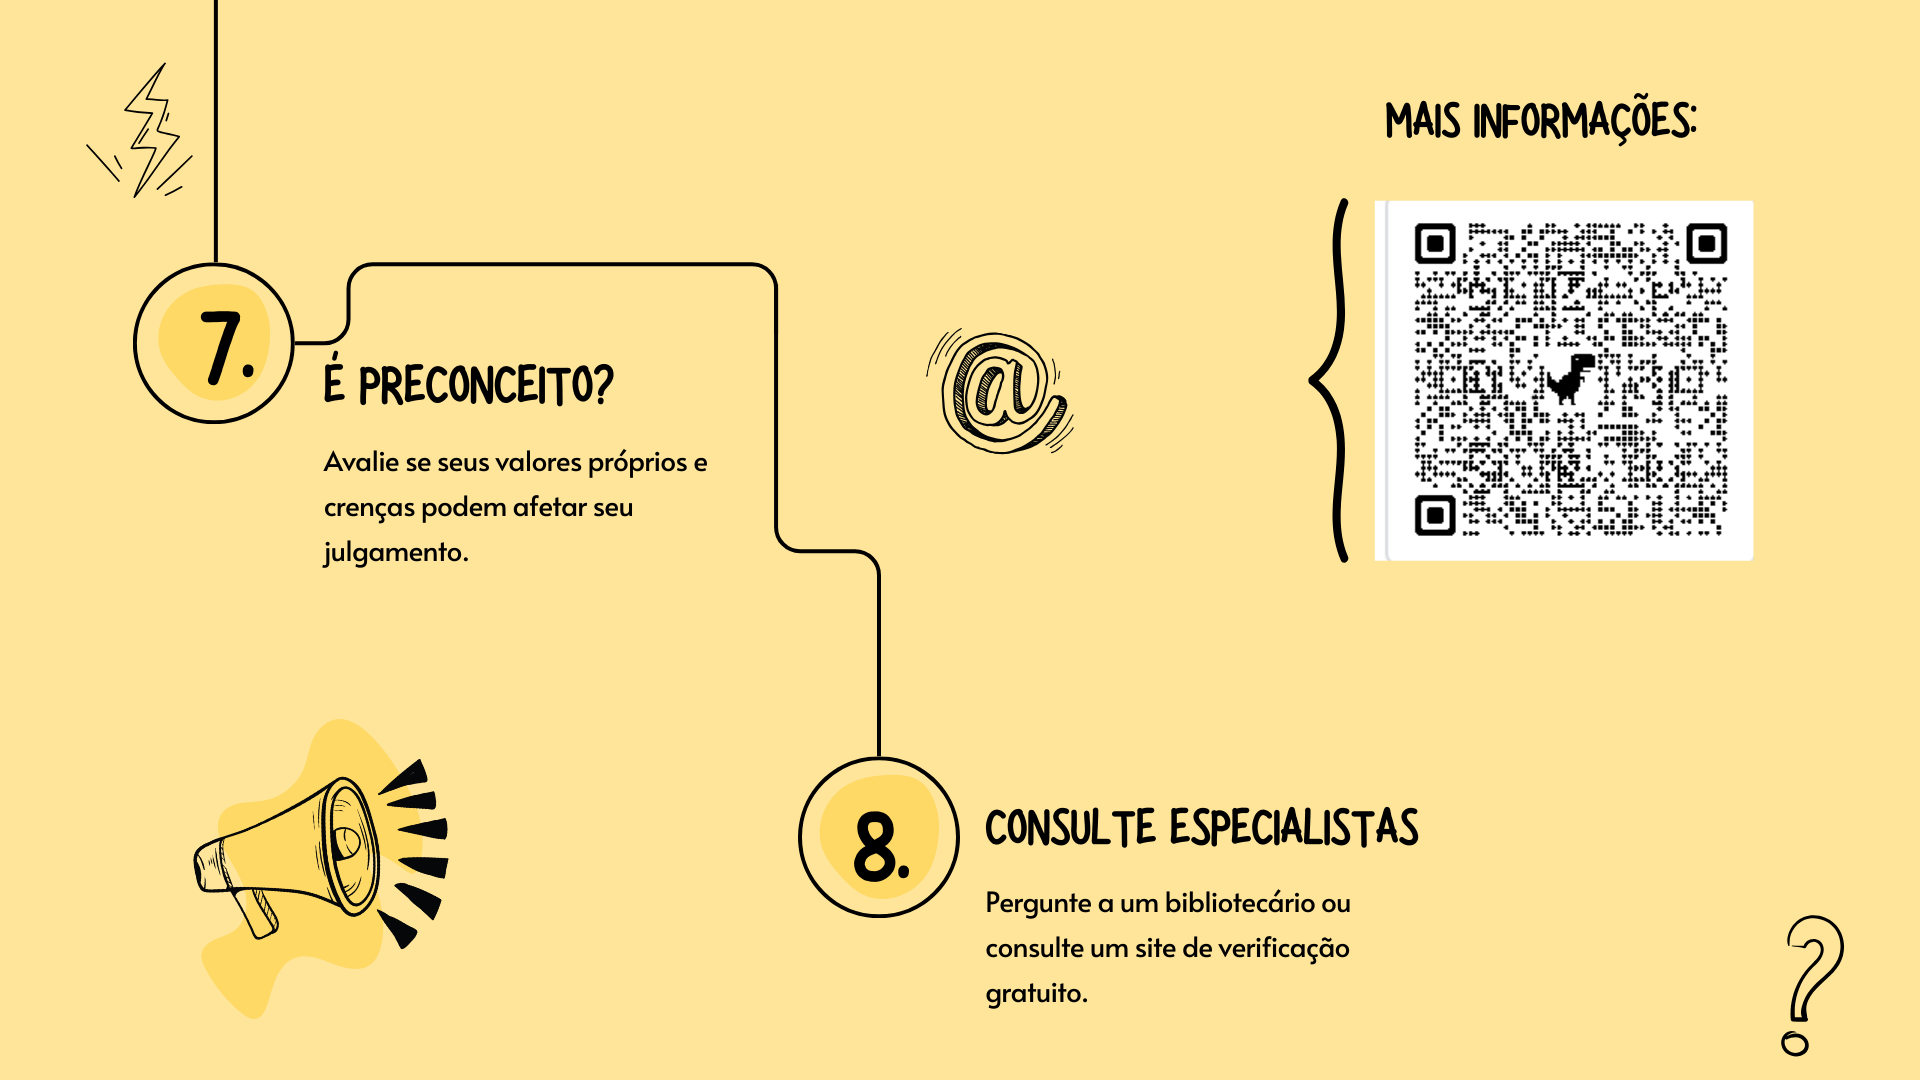 7.
É PRECONCEITO?
Avalie se seus valores próprios e
crenças podem afetar seu
julgamento.
@
MAIS INFORMAÇÕES:
8.
CONSULTE ESPECIALISTAS
Pergunte a um bibliotecário ou
consulte um site de verificação
gratuito.
?